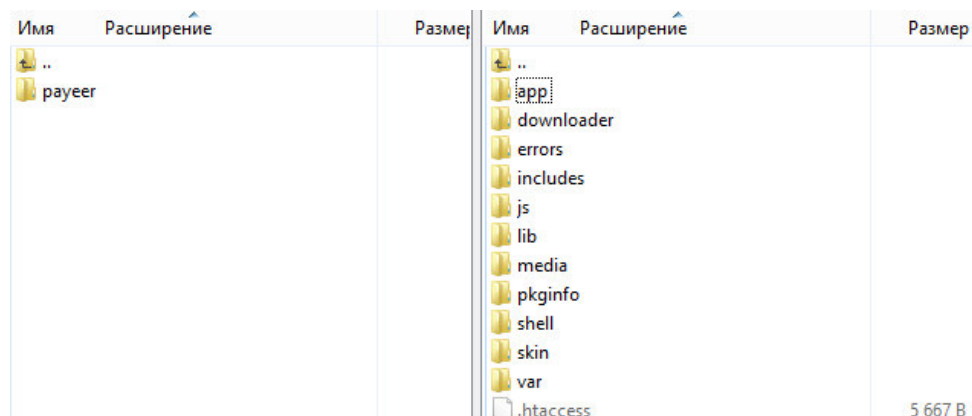 Имя Расширение Размер
..
payeer
Имя Расширение Размер
..
app
downloader
errors
includes
js
lib
media
pkginfo
shell
skin
var
.htaccess 5 667 B